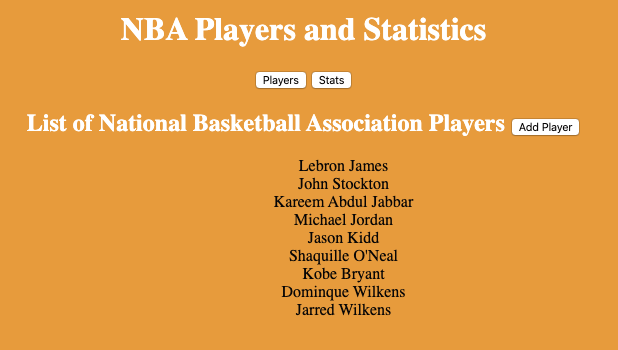 NBA Players and Statistics
Players Stats
List of National Basketball Association Players Add Player
Lebron James
John Stockton
Kareem Abdul Jabbar
Michael Jordan
Jason Kidd
Shaquille O'Neal
Kobe Bryant
Dominque Wilkens
Jarred Wilkens